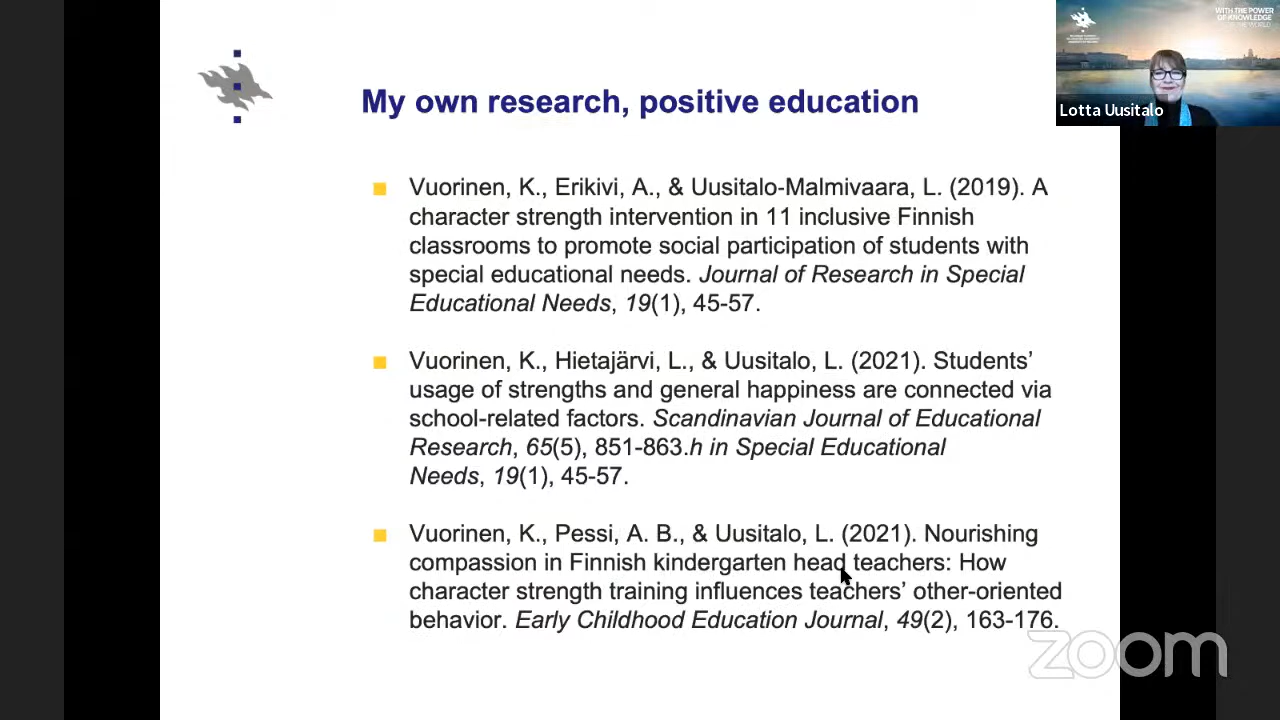 My own research, positive education
WITH THE POWER
OF KNOWLEDGE
Lotta Uusitalo
Vuorinen, K., Erikivi, A., & Uusitalo-Malmivaara, L. (2019). A
character strength intervention in 11 inclusive Finnish
classrooms to promote social participation of students with
special educational needs. Journal of Research in Special
Educational Needs, 19(1), 45-57.
Vuorinen, K., Hietajärvi, L., & Uusitalo, L. (2021). Students’
usage of strengths and general happiness are connected via
school-related factors. Scandinavian Journal of Educational
Research, 65(5), 851-863.h in Special Educational
Needs, 19(1), 45-57.
Vuorinen, K., Pessi, A. B., & Uusitalo, L. (2021). Nourishing
compassion in Finnish kindergarten head teachers: How
character strength training influences teachers’ other-oriented
behavior. Early Childhood Education Journal, 49(2), 163-176.
zoom